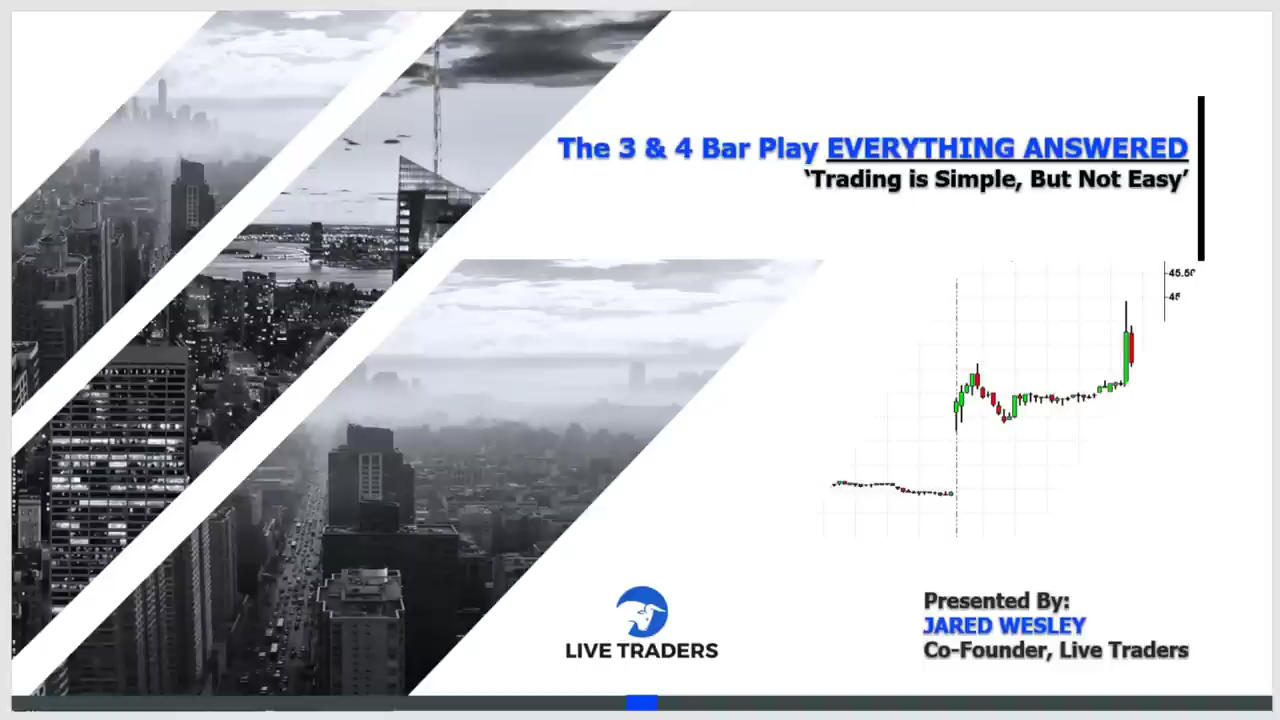 The 3 & 4 Bar Play EVERYTHING ANSWERED
‘Trading is Simple, But Not Easy’
45.50
45
LIVE TRADERS
Presented By:
JARED WESLEY
Co-Founder, Live Traders